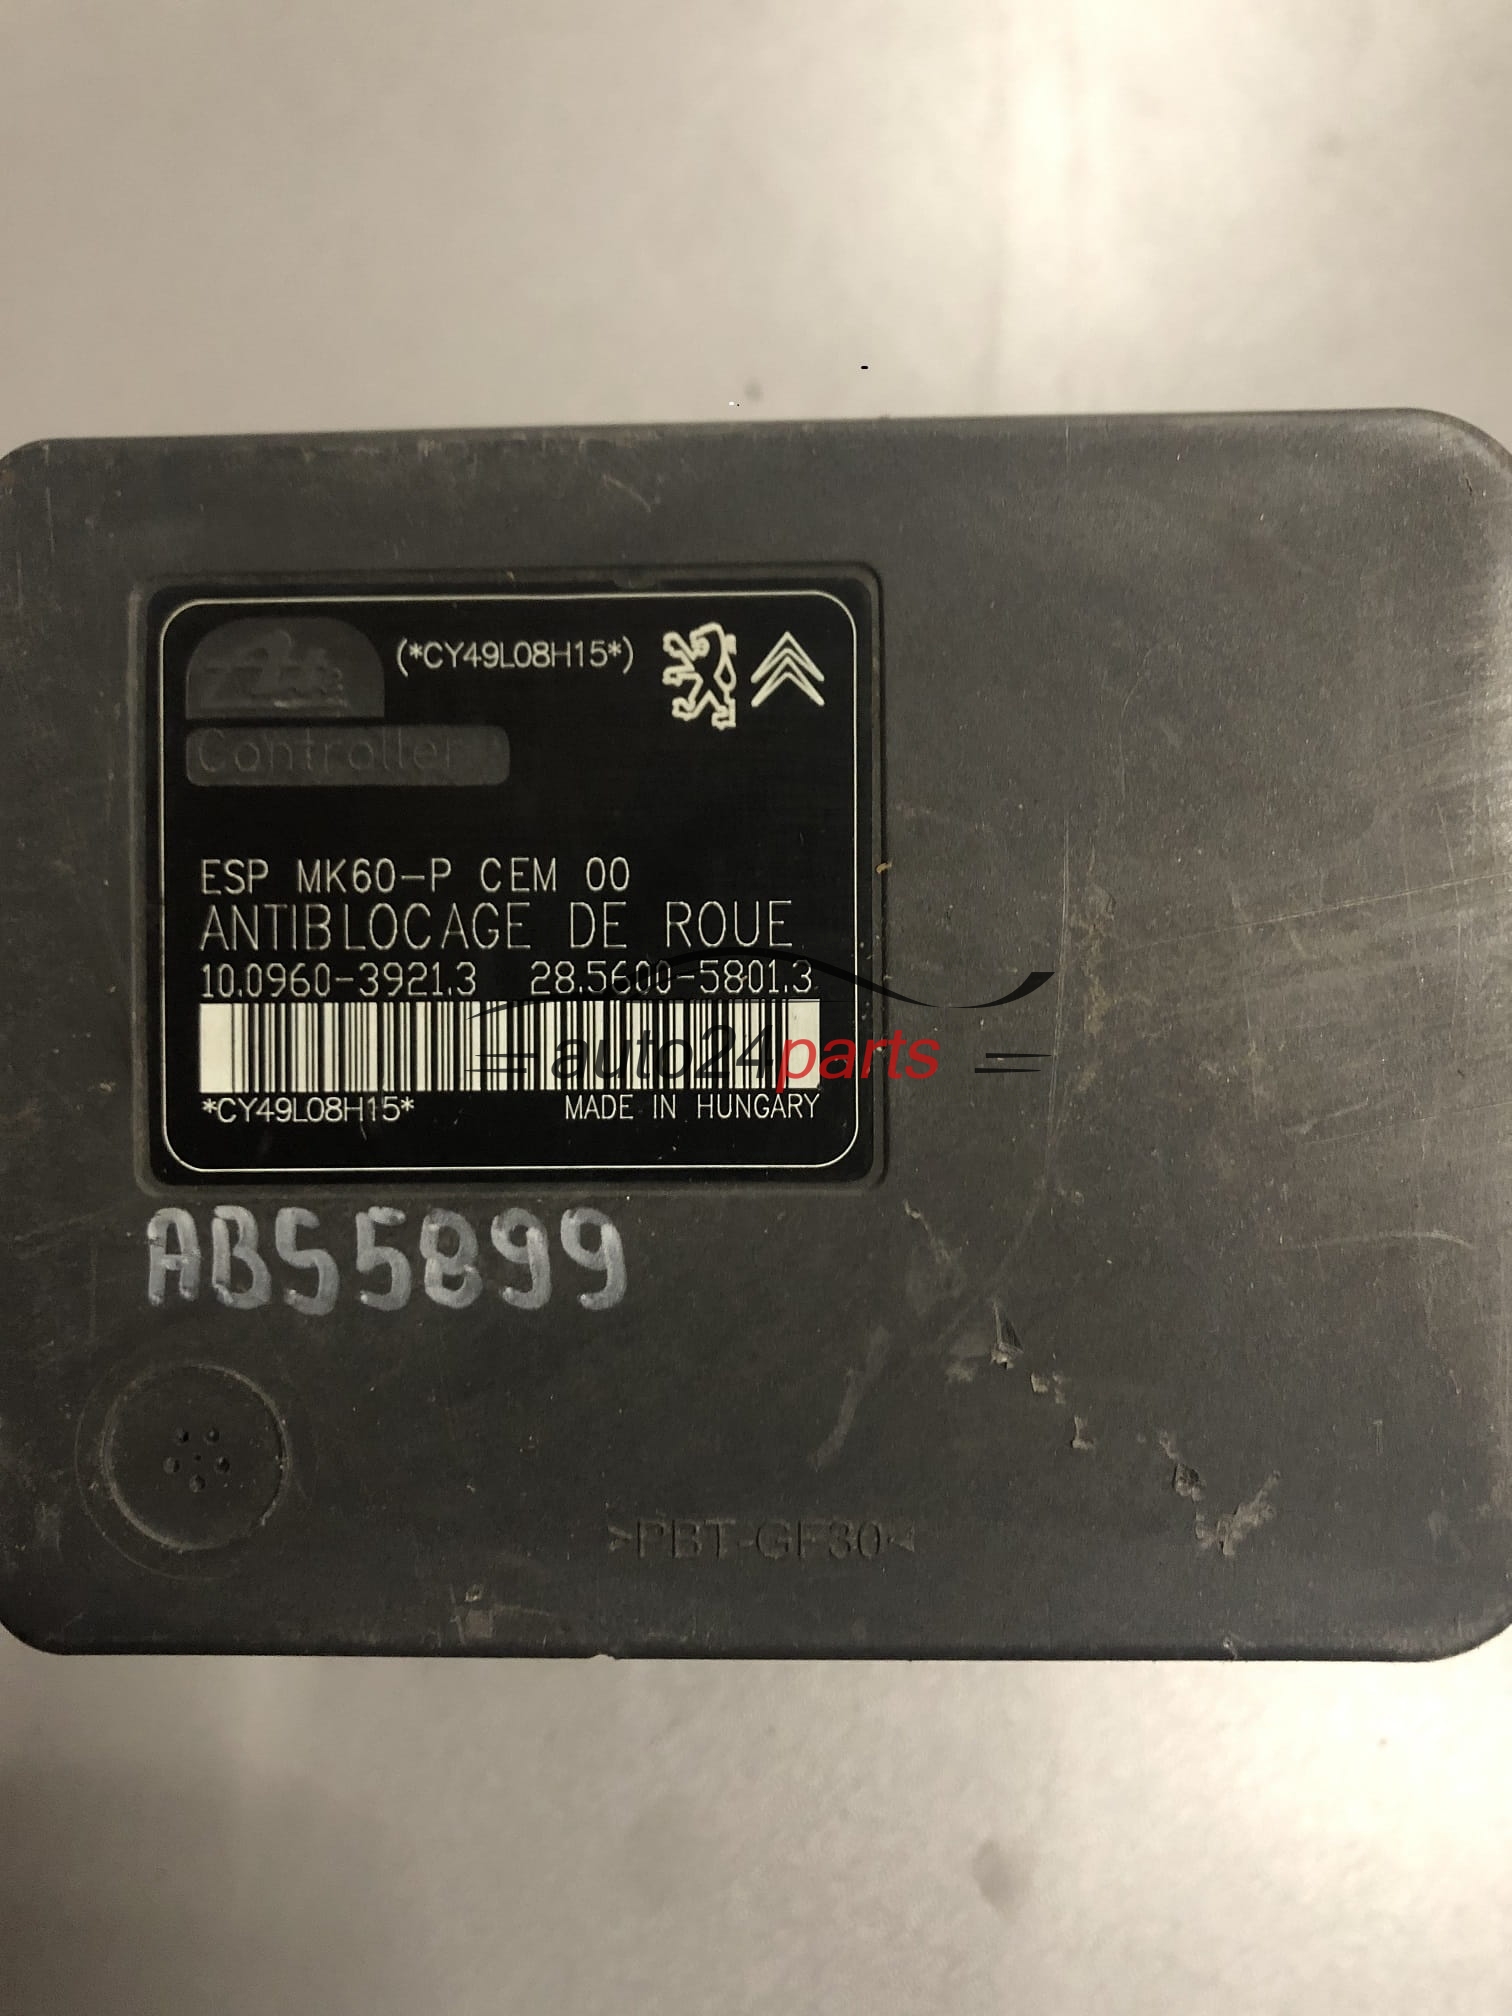 Ate
(*CY49L08H15*)
Controller
ESP MK60-P CEM 00
ANTIBLOCAGE DE ROUE
10.0960-3921.3 28.5600-5801.3
auto24parts
*CY49L08H15* MADE IN HUNGARY
ABS5899
>PBT-GF30<